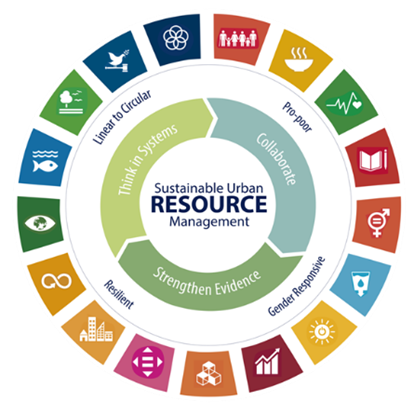 Linear to Circular
Pro-poor
Think in Systems
Collaborate
Sustainable Urban
RESOURCE
Management
Strengthen Evidence
Resilient
Gender Responsive